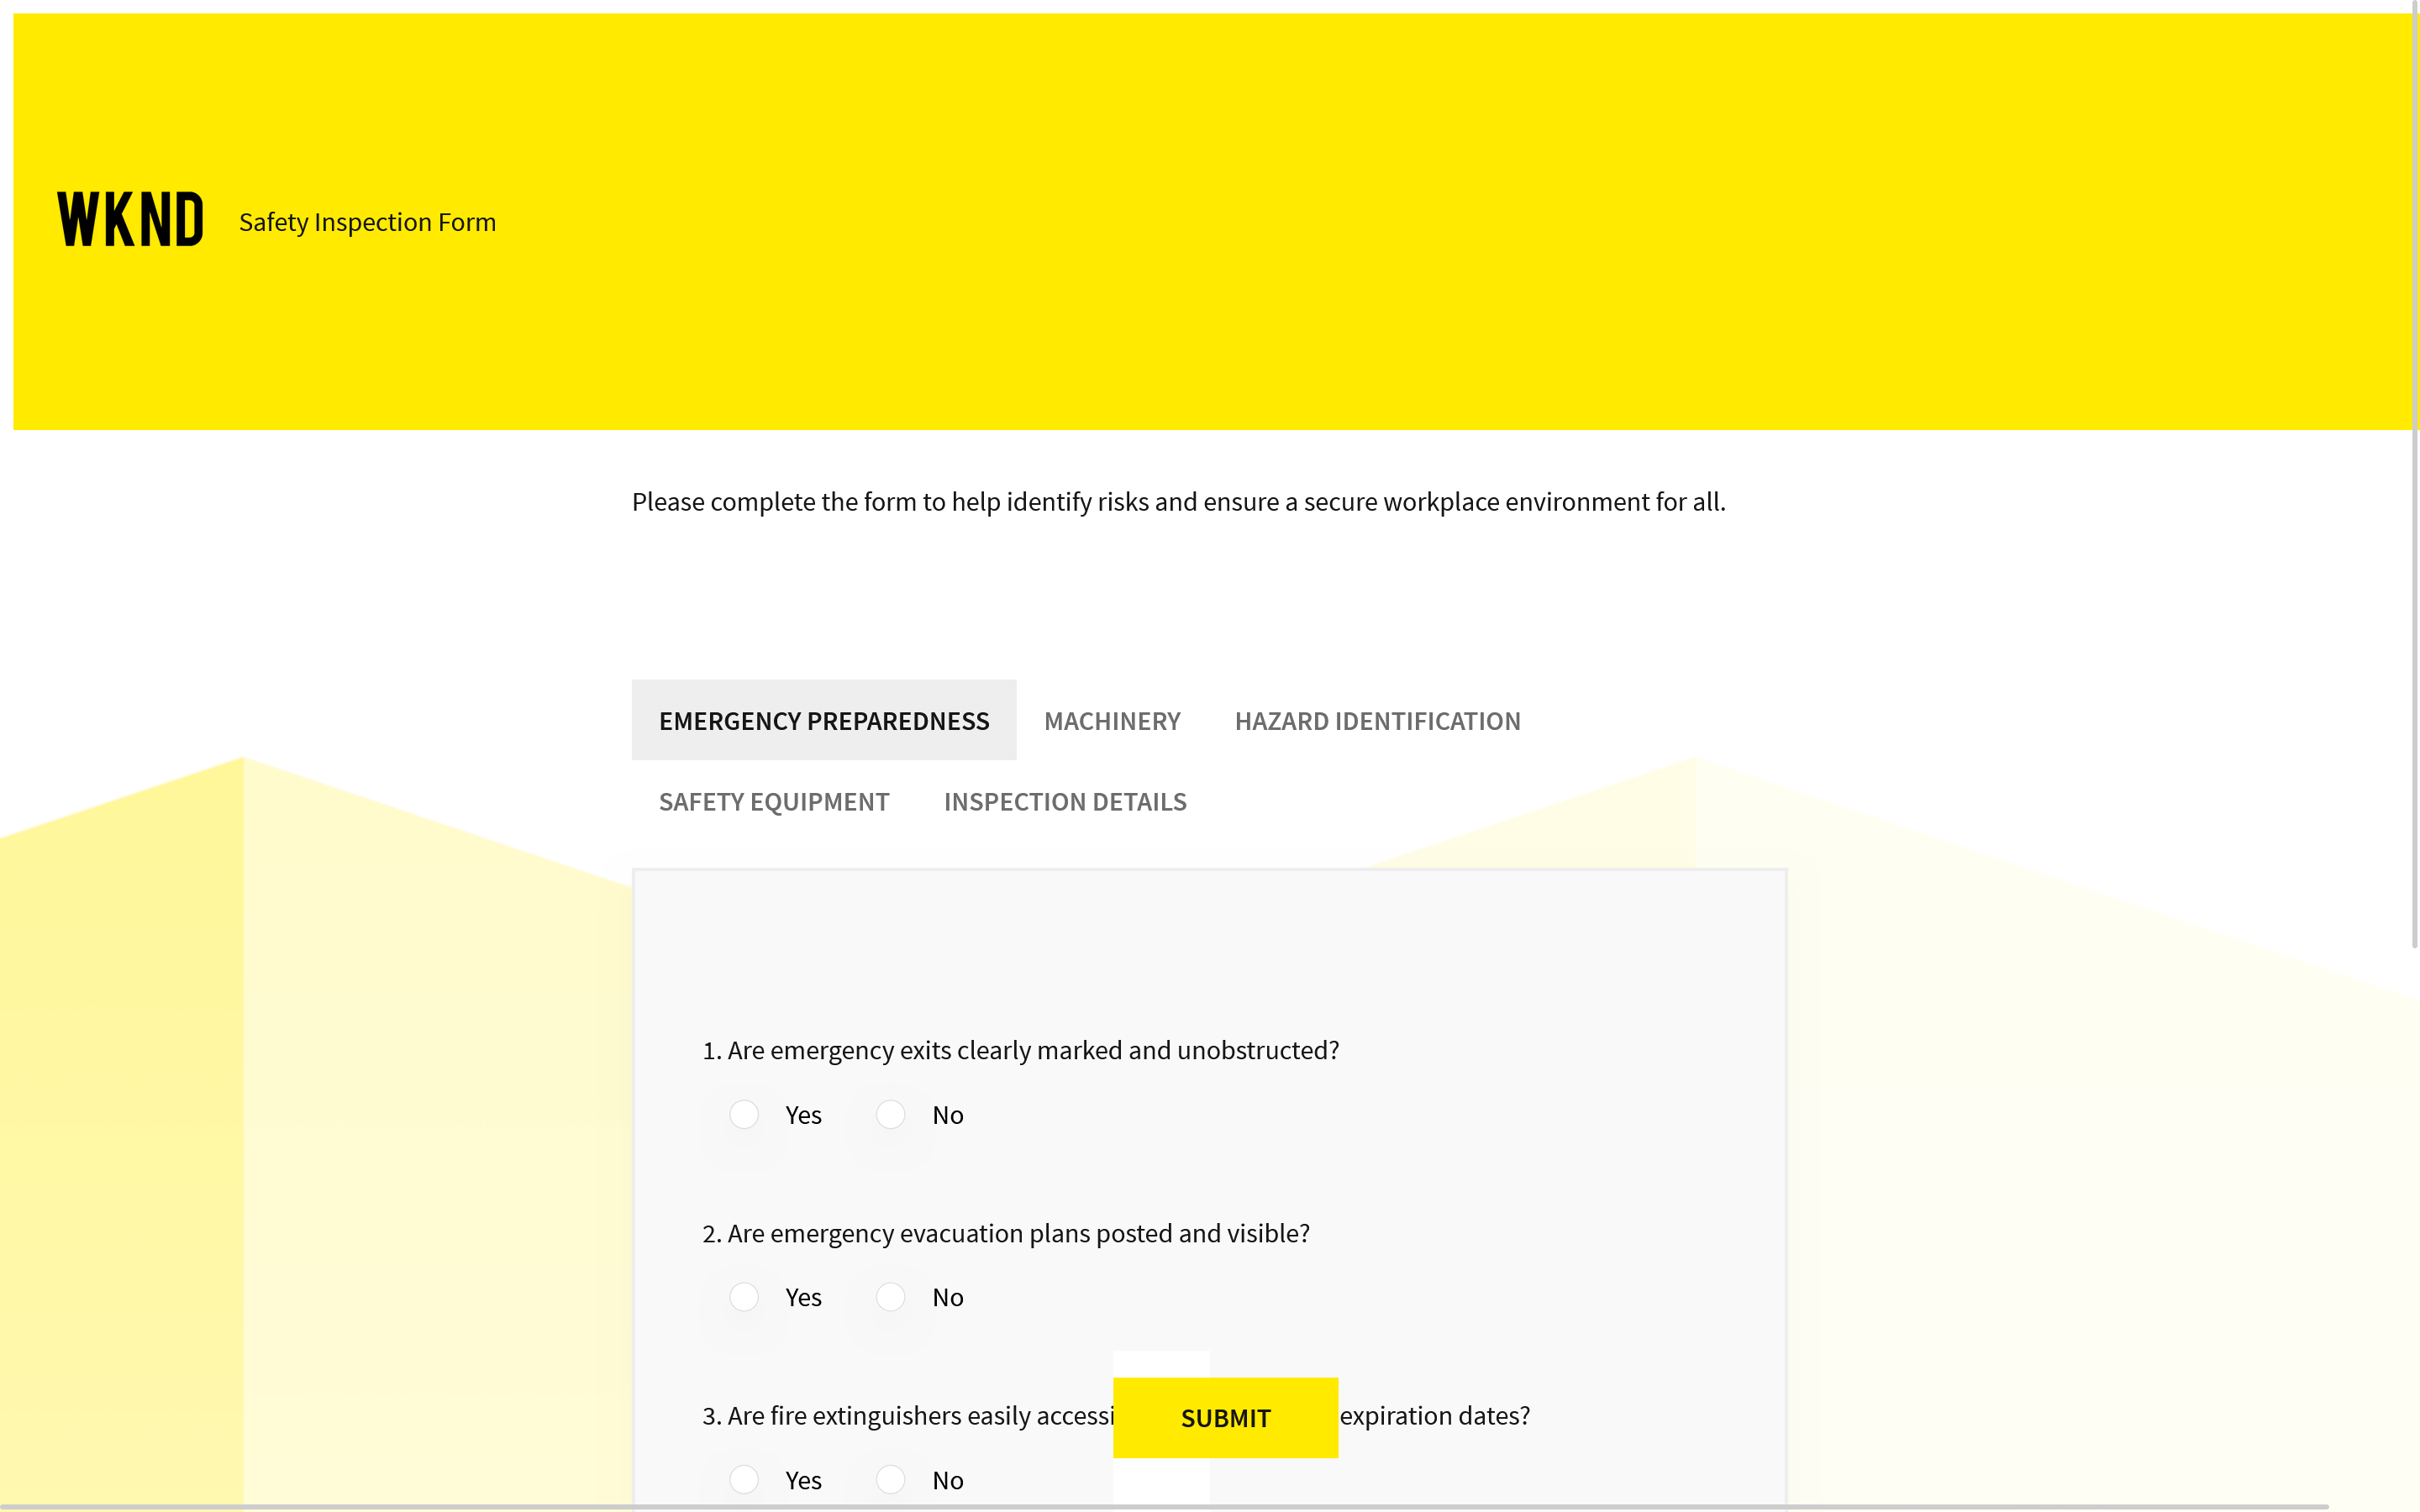 WKND
Safety Inspection Form
Please complete the form to help identify risks and ensure a secure workplace environment for all.
EMERGENCY PREPAREDNESS MACHINERY HAZARD IDENTIFICATION
SAFETY EQUIPMENT INSPECTION DETAILS
1. Are emergency exits clearly marked and unobstructed?
Yes No
2. Are emergency evacuation plans posted and visible?
Yes No
3. Are fire extinguishers easily expiration dates?
SUBMIT
Yes No